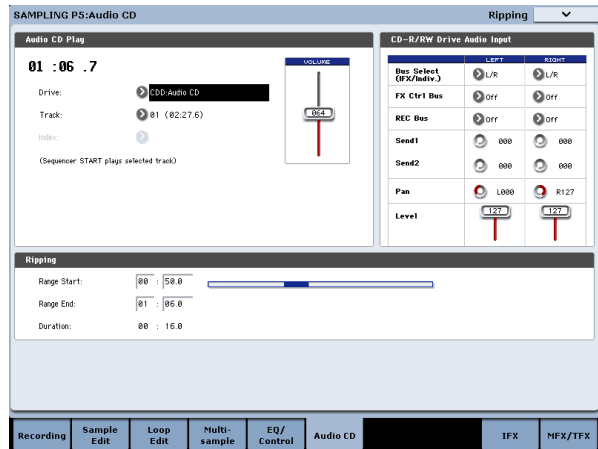 SAMPLING P5:Audio CD
Ripping
Audio CD Play
01 :06 .7
Drive: CDD:Audio CD
Track: 01 (02:27.6)
Index:
(Sequencer START plays selected track)
VOLUME
064
CD-R/RW Drive Audio Input
LEFT RIGHT
Bus Select (IFX/Indiv.) L/R L/R
FX Ctrl Bus Off Off
REC Bus Off Off
Send1 000 000
Send2 000 000
Pan L000 R127
Level 127 127
Ripping
Range Start: 00 : 50.0
Range End: 01 : 06.0
Duration: 00 : 16.0
Recording Sample Edit Loop Edit Multi-sample EQ/Control Audio CD IFX MFX/TFX